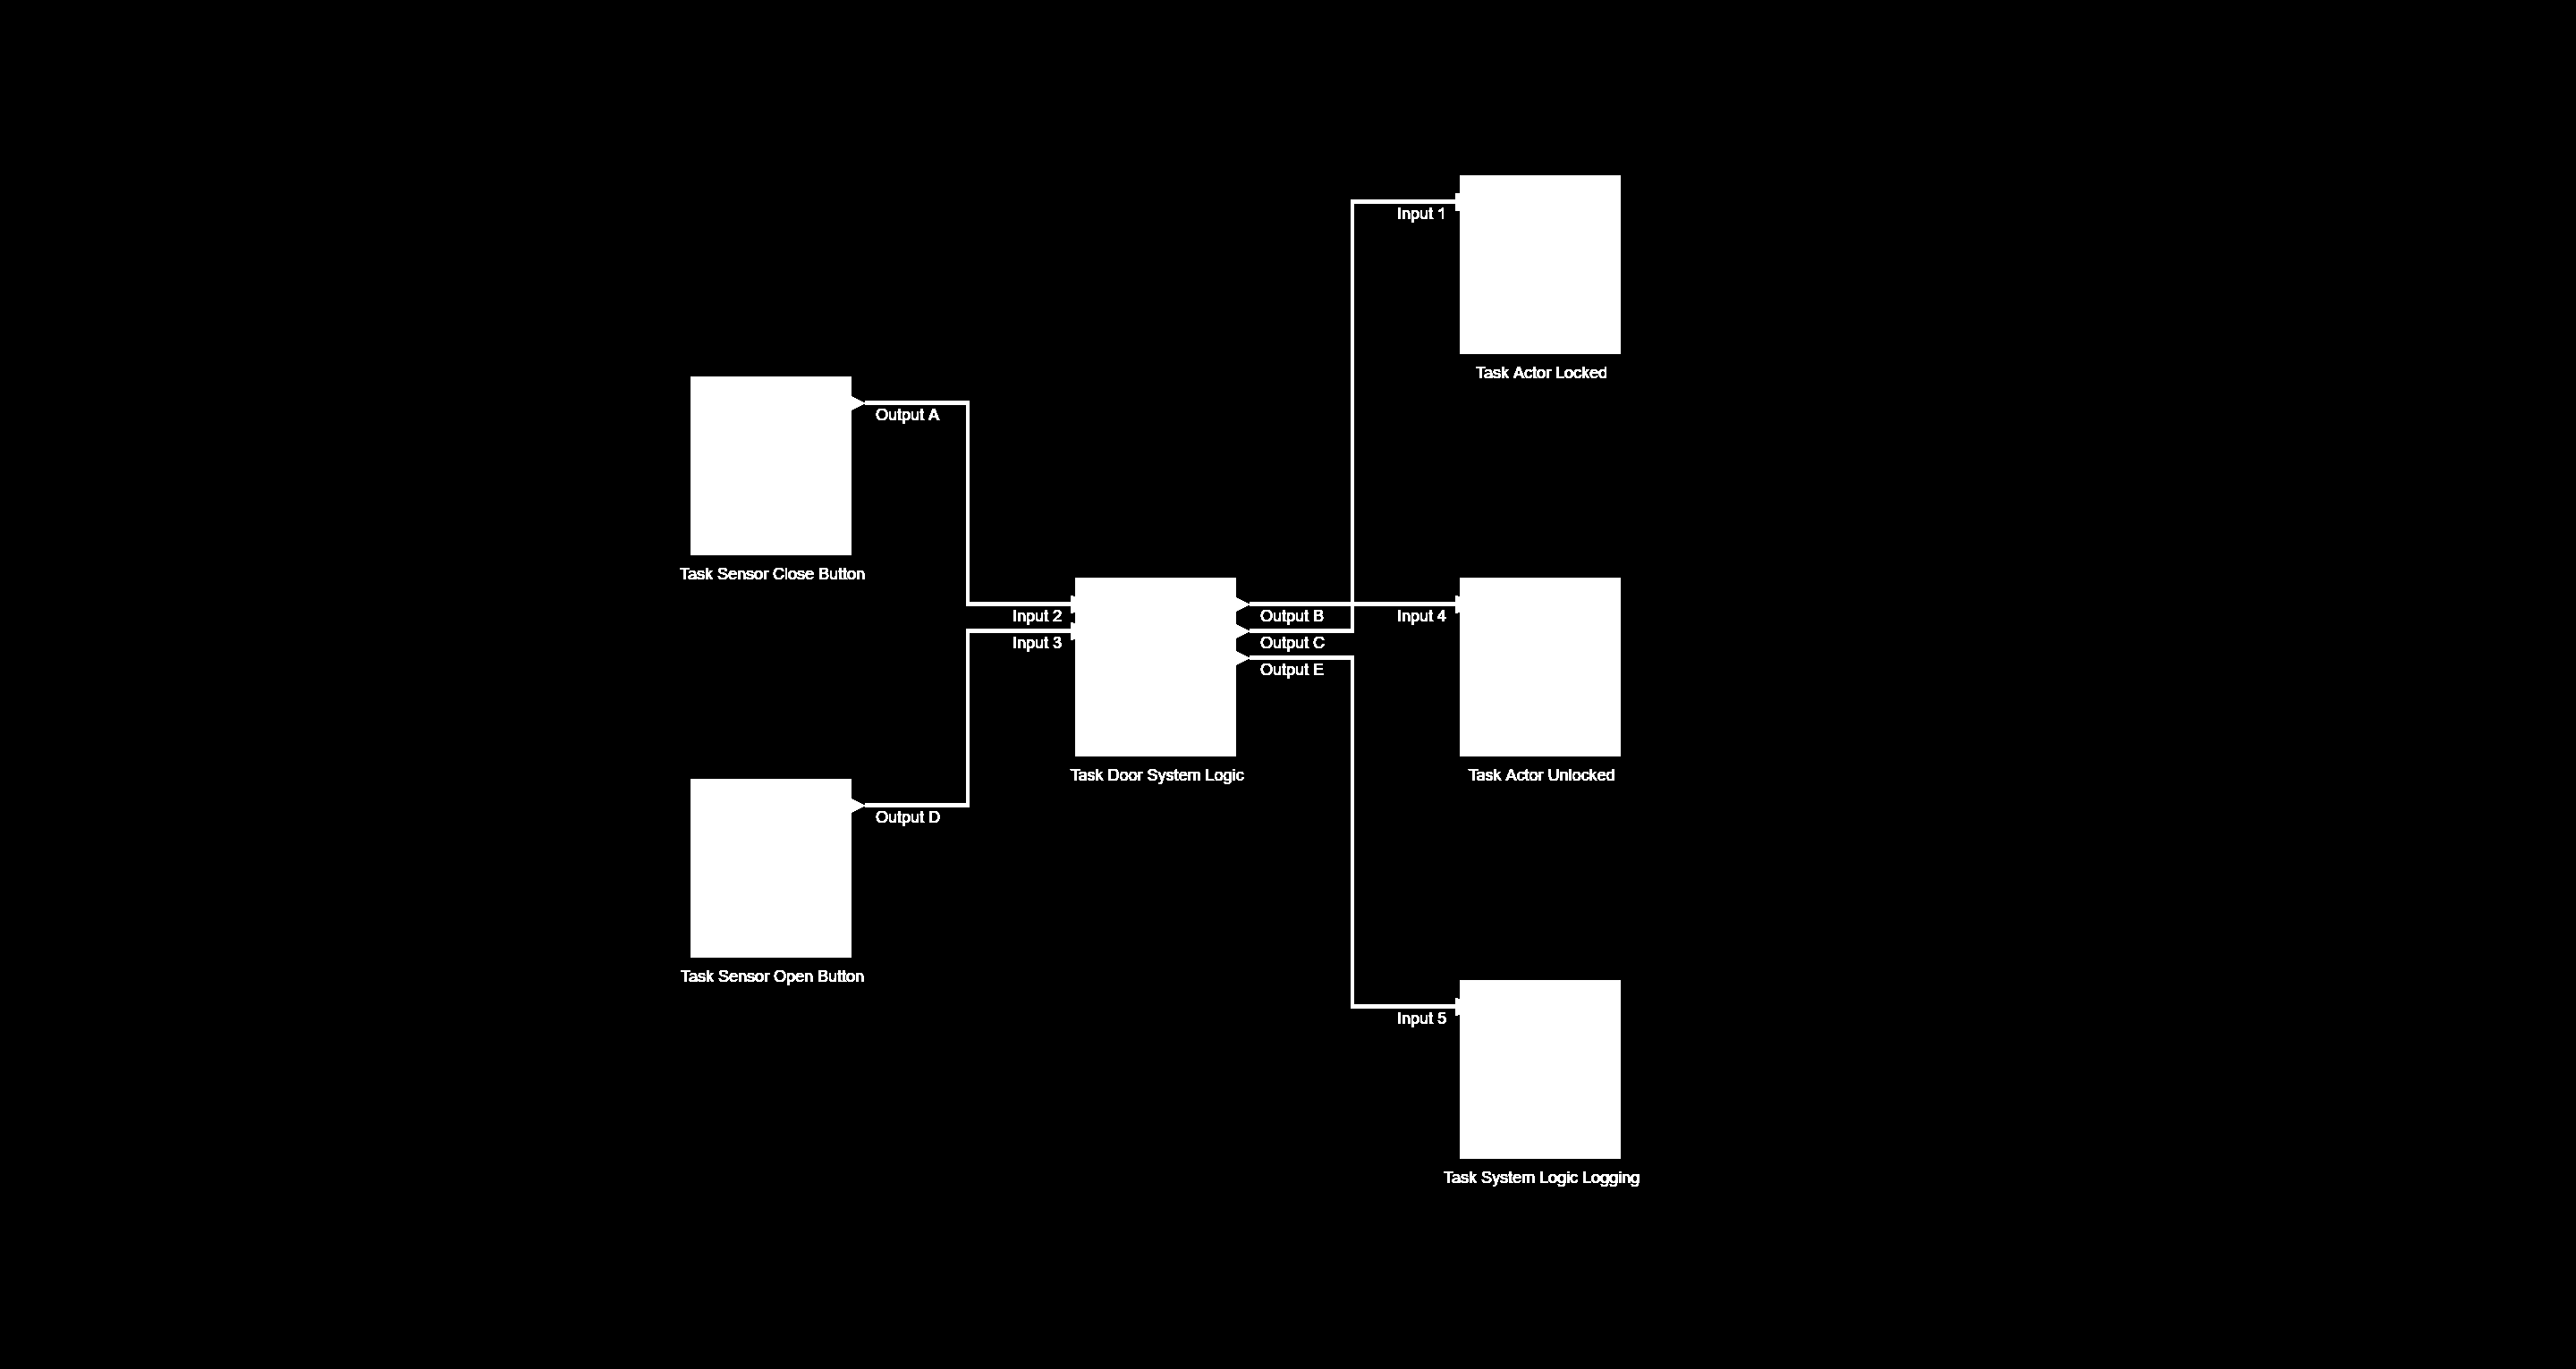 Input 1
Task Actor Locked
Output A
Task Sensor Close Button
Input 2
Output B
Input 4
Input 3
Output C
Output E
Task Door System Logic
Task Actor Unlocked
Output D
Task Sensor Open Button
Input 5
Task System Logic Logging